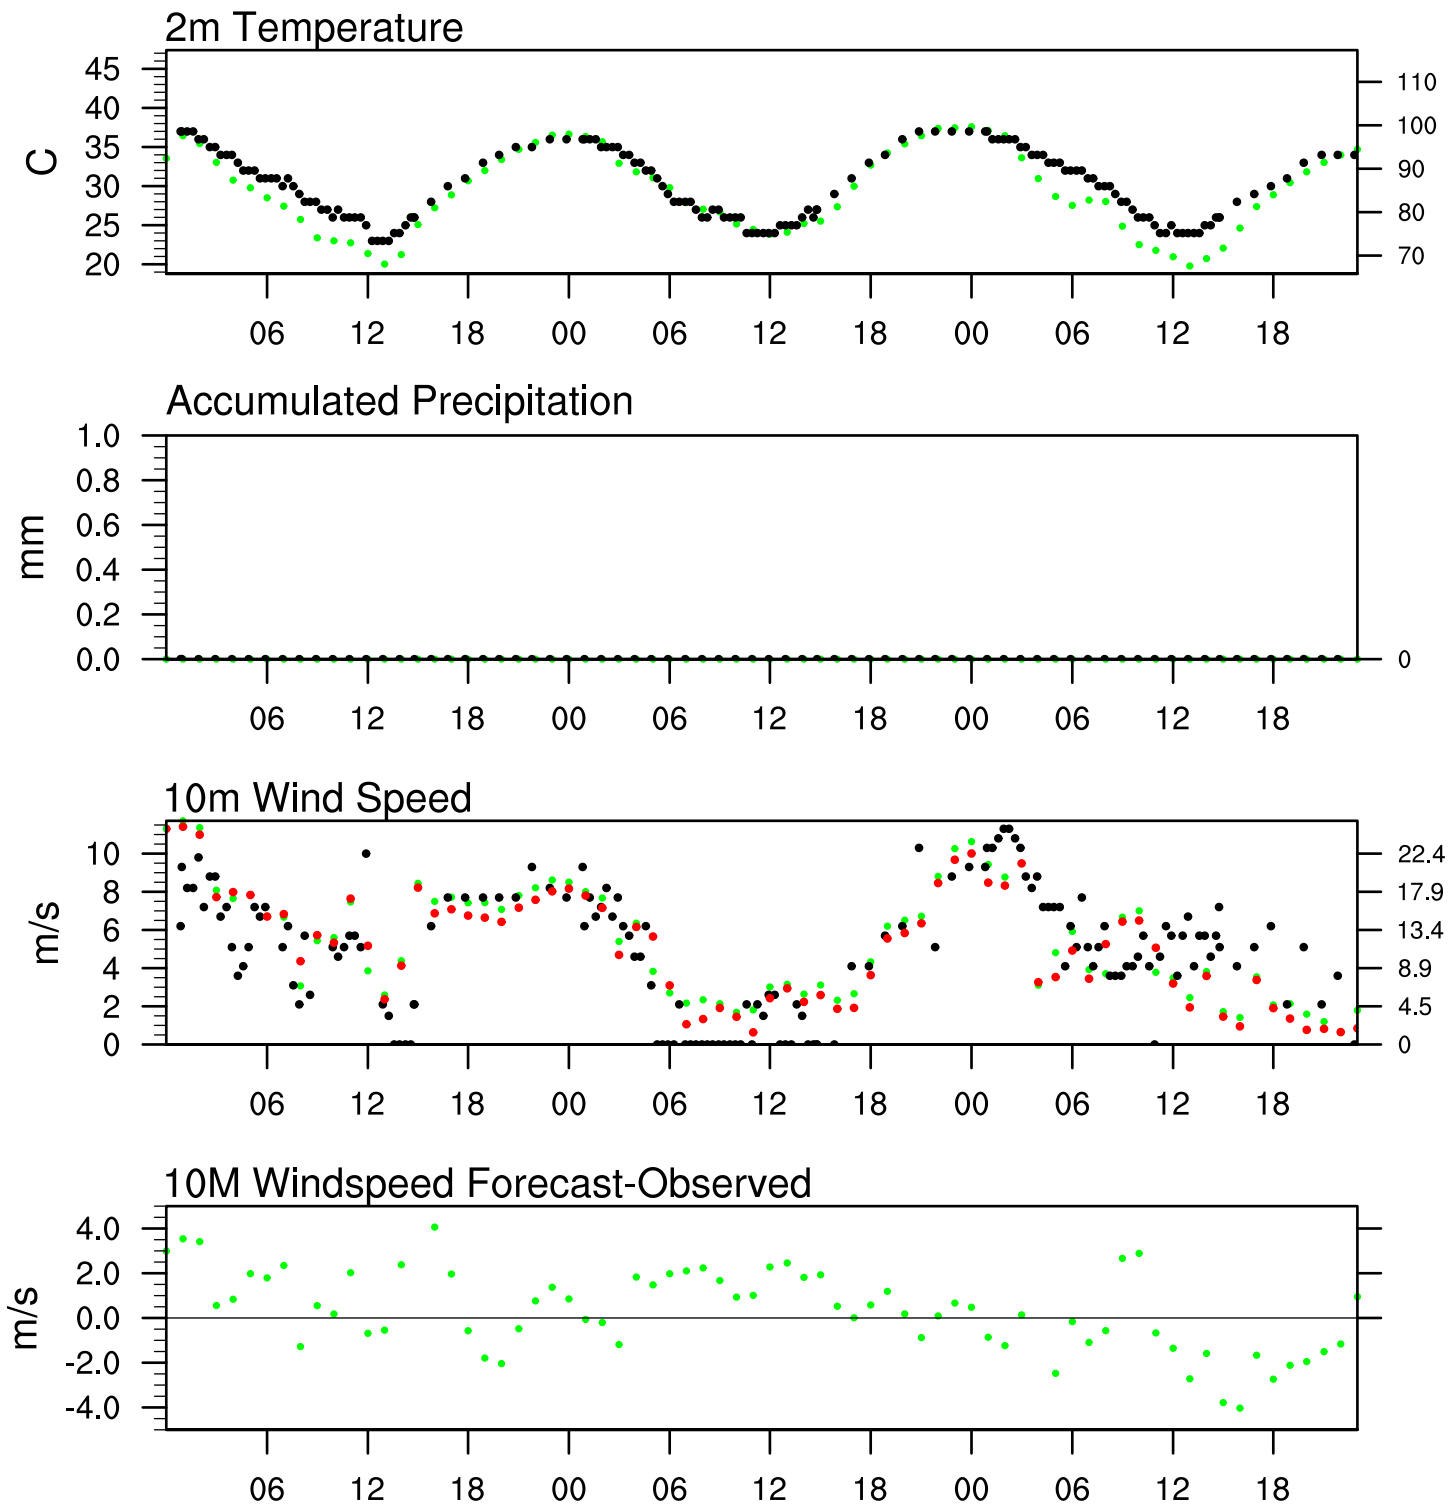 2m Temperature
45
40
35
30
25
20
C
110
100
90
80
70
06 12 18 00 06 12 18 00 06 12 18
Accumulated Precipitation
1.0
0.8
0.6
0.4
0.2
0.0
mm
0
06 12 18 00 06 12 18 00 06 12 18
10m Wind Speed
10
8
6
4
2
0
m/s
22.4
17.9
13.4
8.9
4.5
0
06 12 18 00 06 12 18 00 06 12 18
10M Windspeed Forecast-Observed
4.0
2.0
0.0
-2.0
-4.0
m/s
06 12 18 00 06 12 18 00 06 12 18